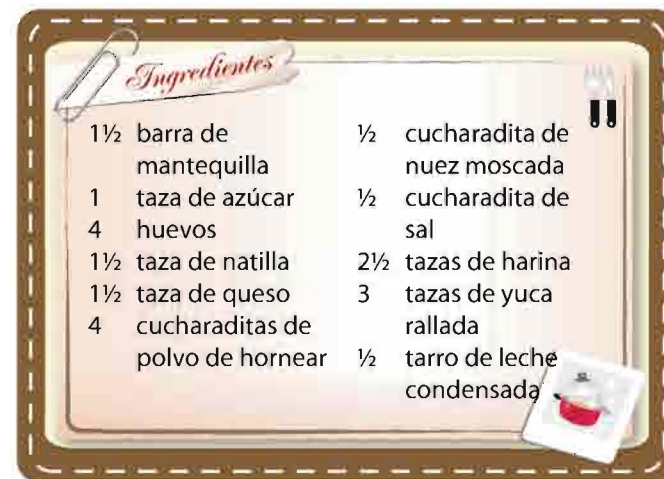 Ingredientes
1½ barra de
mantequilla
1 taza de azúcar
4 huevos
1½ taza de natilla
1½ taza de queso
4 cucharaditas de
polvo de hornear
½ cucharadita de
nuez moscada
½ cucharadita de
sal
2½ tazas de harina
3 tazas de yuca
rallada
½ tarro de leche
condensada